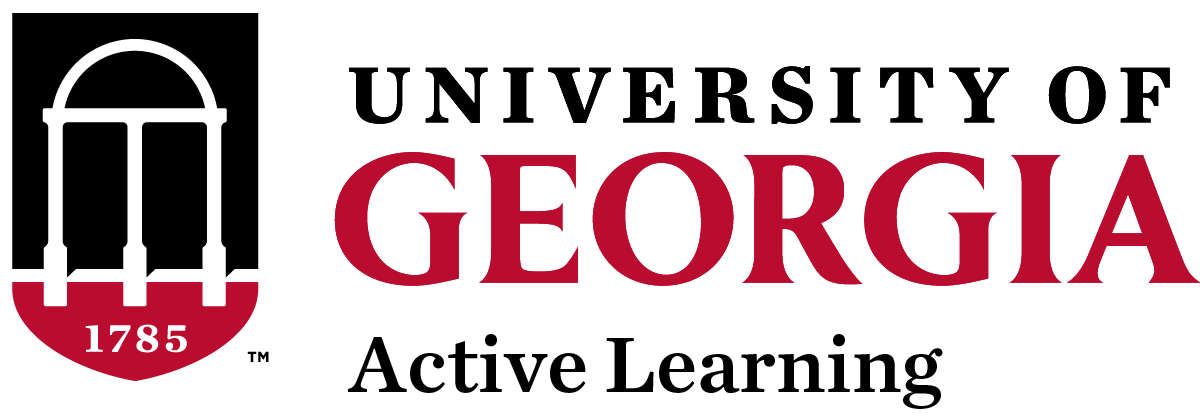 1785
™
UNIVERSITY OF
GEORGIA
Active Learning